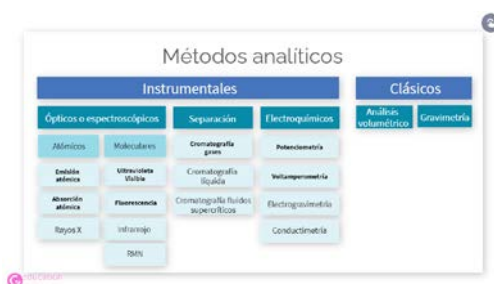 Métodos analíticos
Instrumentales
Clásicos
Ópticos o espectroscópicos
Separación
Electroquímicos
Análisis
volumétrico
Gravimetría
Atómicos
Moleculares
Cromatografía
gases
Potenciometría
Emisión
atómica
Ultravioleta
Visible
Cromatografía
líquida
Voltamperometría
Absorción
atómica
Fluorescencia
Cromatografía fluidos
supercríticos
Electrogravimetría
Rayos X
Infrarrojo
Conductimetría
RMN